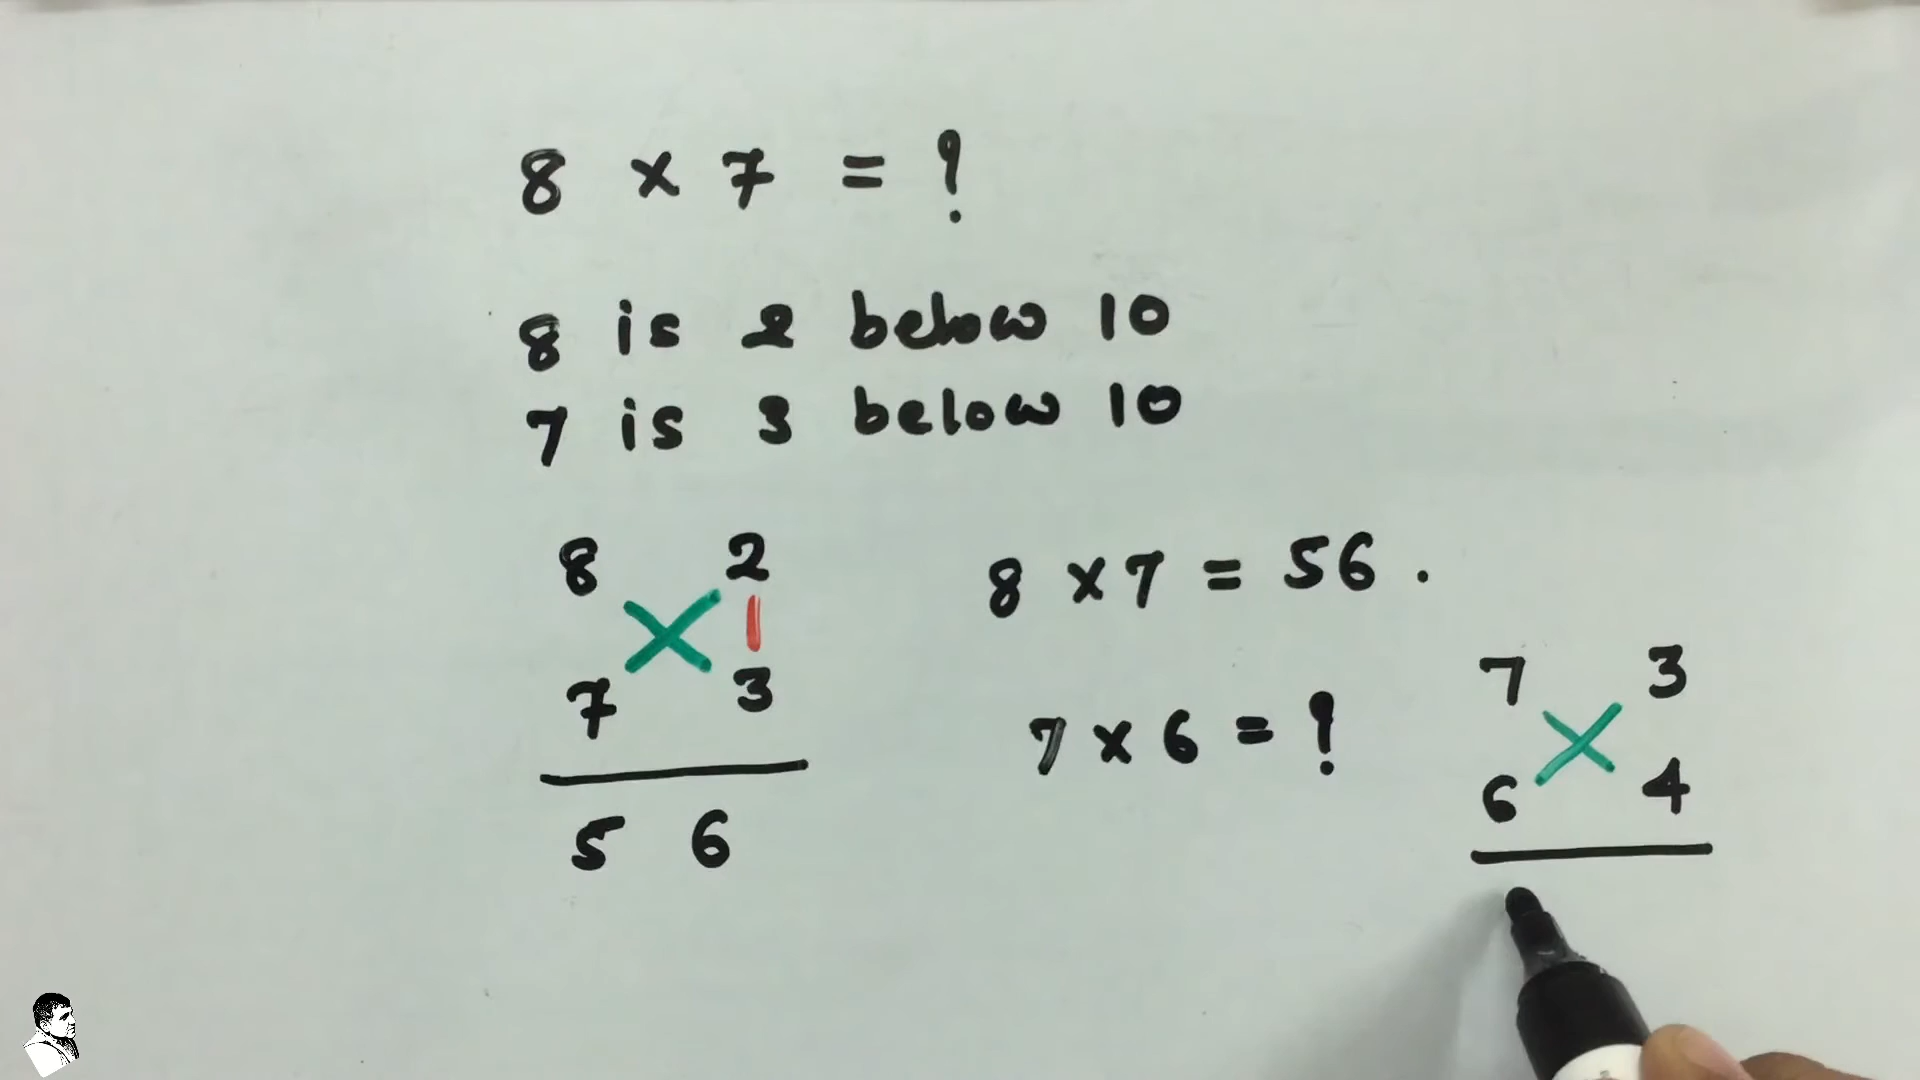 8 × 7 = ?
8 is 2 below 10
7 is 3 below 10
8 2
7 3
5 6
8 × 7 = 56.
7 × 6 = ?
7 3
6 4